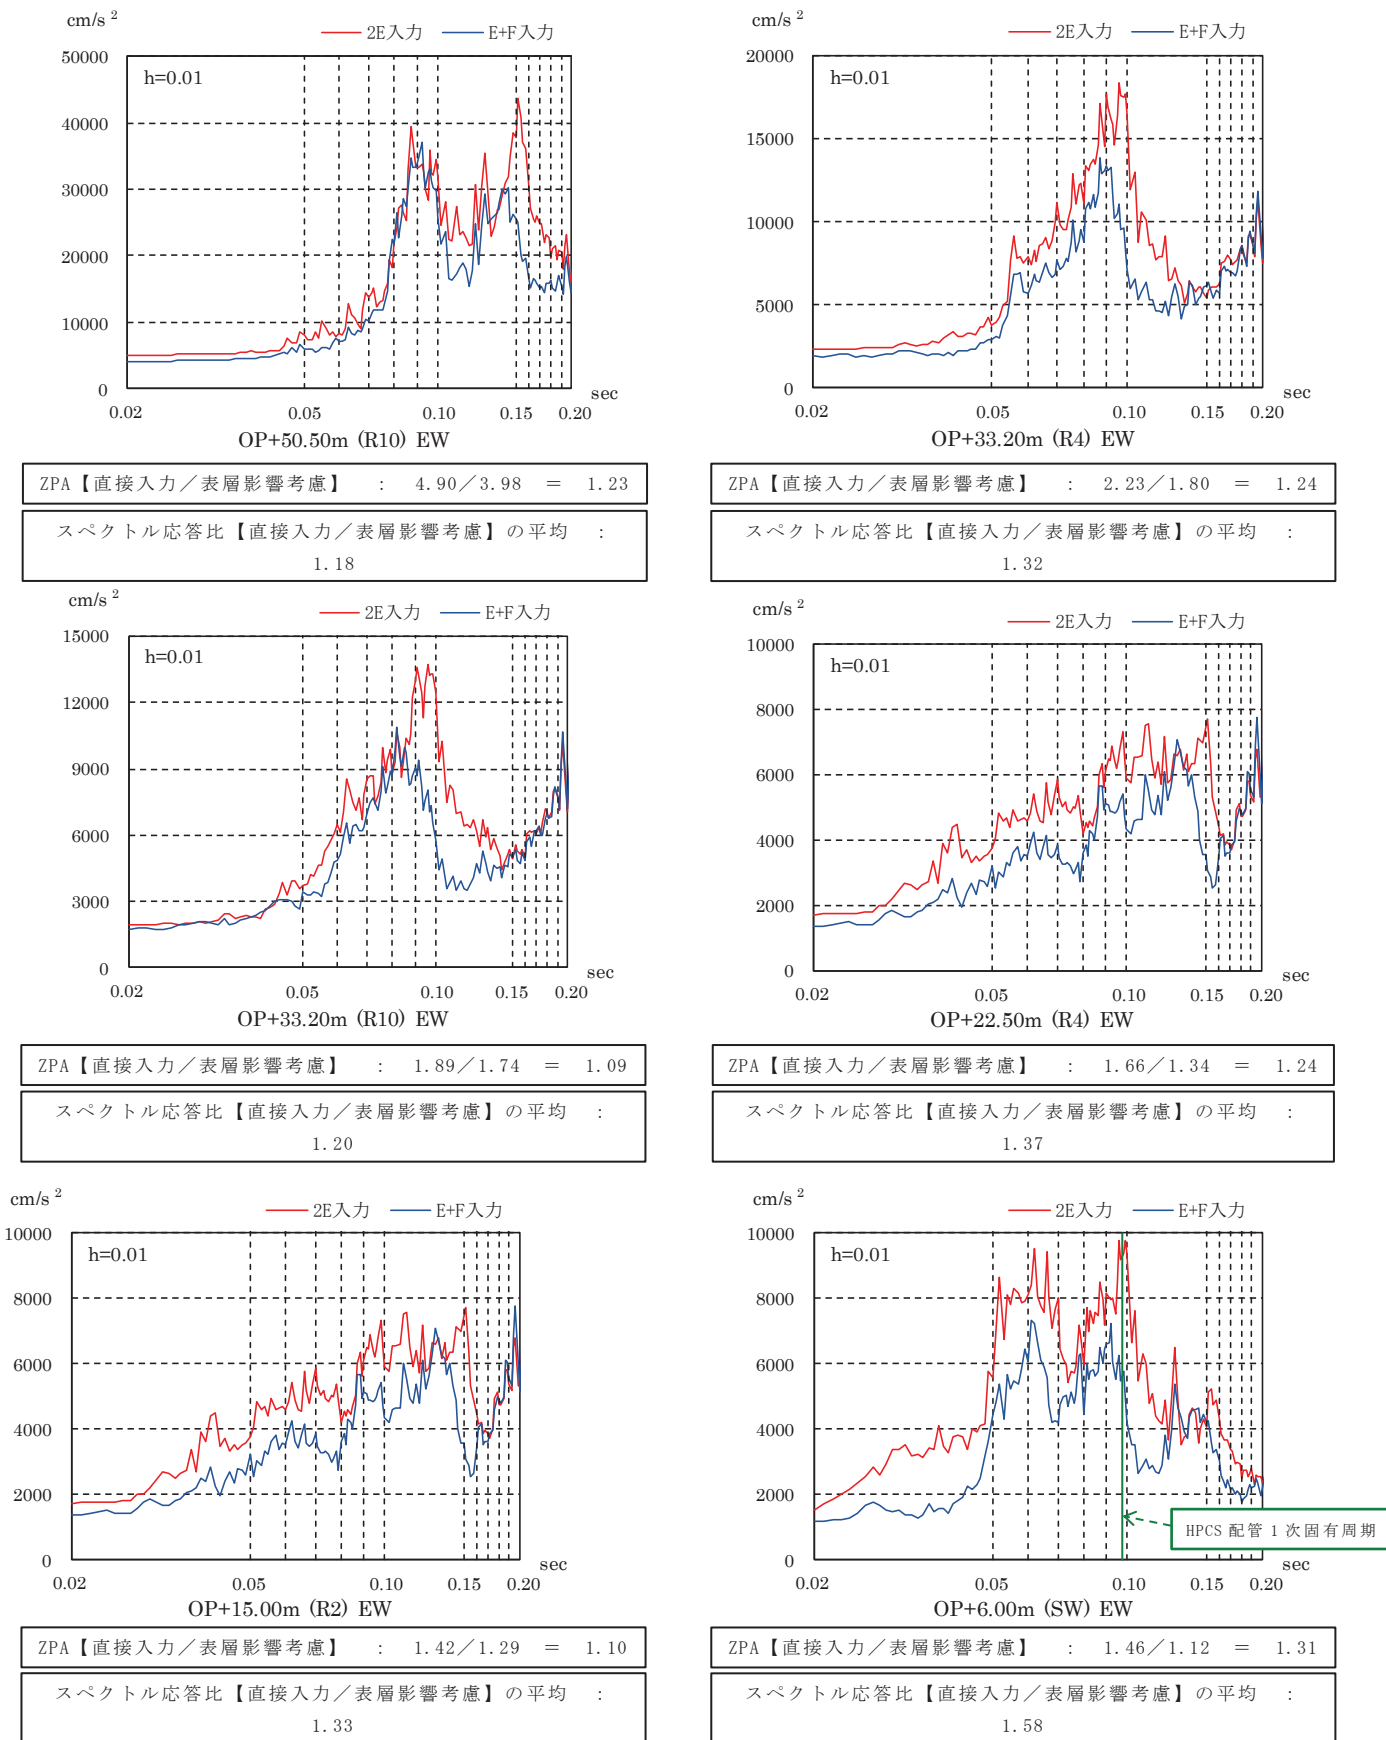 cm/s 2
2E入力 E+F入力
50000
h=0.01
40000
30000
20000
10000
0
sec
0.02 0.05 0.10 0.15 0.20
OP+50.50m (R10) EW
ZPA【直接入力／表層影響考慮】 : 4.90／3.98 = 1.23
スペクトル応答比【直接入力／表層影響考慮】の平均 :
1.18
cm/s 2
2E入力 E+F入力
20000
h=0.01
15000
10000
5000
0
sec
0.02 0.05 0.10 0.15 0.20
OP+33.20m (R4) EW
ZPA【直接入力／表層影響考慮】 : 2.23／1.80 = 1.24
スペクトル応答比【直接入力／表層影響考慮】の平均 :
1.32
cm/s 2
2E入力 E+F入力
15000
h=0.01
12000
9000
6000
3000
0
sec
0.02 0.05 0.10 0.15 0.20
OP+33.20m (R10) EW
ZPA【直接入力／表層影響考慮】 : 1.89／1.74 = 1.09
スペクトル応答比【直接入力／表層影響考慮】の平均 :
1.20
cm/s 2
2E入力 E+F入力
10000
h=0.01
8000
6000
4000
2000
0
sec
0.02 0.05 0.10 0.15 0.20
OP+22.50m (R4) EW
ZPA【直接入力／表層影響考慮】 : 1.66／1.34 = 1.24
スペクトル応答比【直接入力／表層影響考慮】の平均 :
1.37
cm/s 2
2E入力 E+F入力
10000
h=0.01
8000
6000
4000
2000
0
sec
0.02 0.05 0.10 0.15 0.20
OP+15.00m (R2) EW
ZPA【直接入力／表層影響考慮】 : 1.42／1.29 = 1.10
スペクトル応答比【直接入力／表層影響考慮】の平均 :
1.33
cm/s 2
2E入力 E+F入力
10000
h=0.01
8000
6000
4000
2000
HPCS 配管 1 次固有周期
0
sec
0.02 0.05 0.10 0.15 0.20
OP+6.00m (SW) EW
ZPA【直接入力／表層影響考慮】 : 1.46／1.12 = 1.31
スペクトル応答比【直接入力／表層影響考慮】の平均 :
1.58